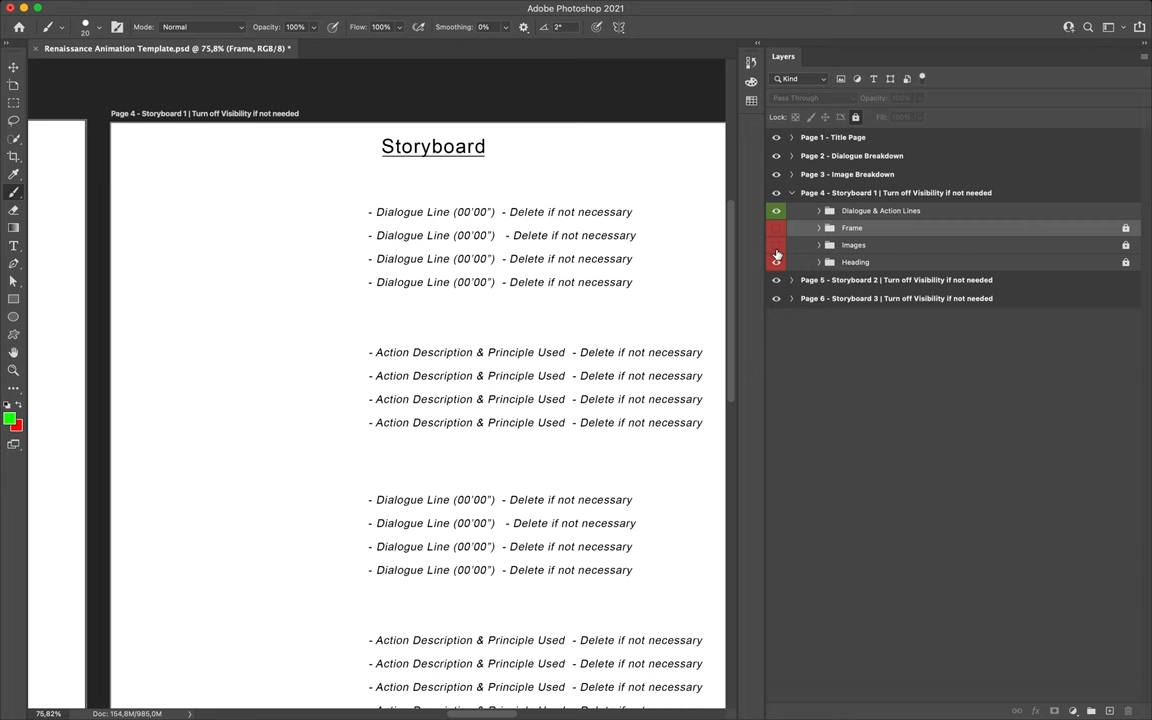 Adobe Photoshop 2021
20 Mode: Normal Opacity: 100% Flow: 100% Smoothing: 0% 2°
× Renaissance Animation Template.psd @ 75,8% (Frame, RGB/8) *
Layers
Kind
Pass Through Opacity: 100%
Lock: Fill: 100%
Page 1 - Title Page
Page 2 - Dialogue Breakdown
Page 3 - Image Breakdown
Page 4 - Storyboard 1 | Turn off Visibility if not needed
Dialogue & Action Lines
Frame
Images
Heading
Page 5 - Storyboard 2 | Turn off Visibility if not needed
Page 6 - Storyboard 3 | Turn off Visibility if not needed
Page 4 - Storyboard 1 | Turn off Visibility if not needed
Storyboard
- Dialogue Line (00'00") - Delete if not necessary
- Dialogue Line (00'00") - Delete if not necessary
- Dialogue Line (00'00") - Delete if not necessary
- Dialogue Line (00'00") - Delete if not necessary
- Action Description & Principle Used - Delete if not necessary
- Action Description & Principle Used - Delete if not necessary
- Action Description & Principle Used - Delete if not necessary
- Action Description & Principle Used - Delete if not necessary
- Dialogue Line (00'00") - Delete if not necessary
- Dialogue Line (00'00") - Delete if not necessary
- Dialogue Line (00'00") - Delete if not necessary
- Dialogue Line (00'00") - Delete if not necessary
- Action Description & Principle Used - Delete if not necessary
- Action Description & Principle Used - Delete if not necessary
- Action Description & Principle Used - Delete if not necessary
75,82% Doc: 154,8M/985,0M